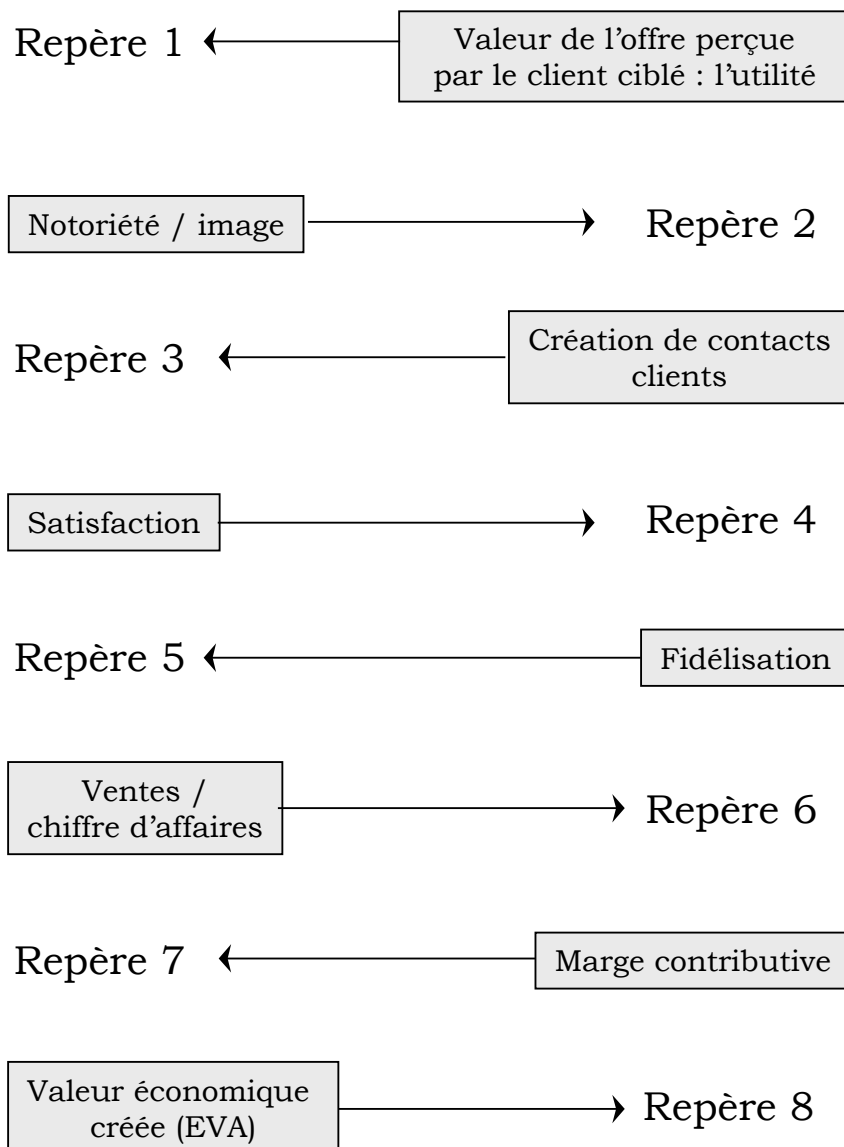 Repère 1
Valeur de l’offre perçue
par le client ciblé : l’utilité
Notoriété / image
Repère 2
Repère 3
Création de contacts
clients
Satisfaction
Repère 4
Repère 5
Fidélisation
Ventes /
chiffre d’affaires
Repère 6
Repère 7
Marge contributive
Valeur économique
créée (EVA)
Repère 8